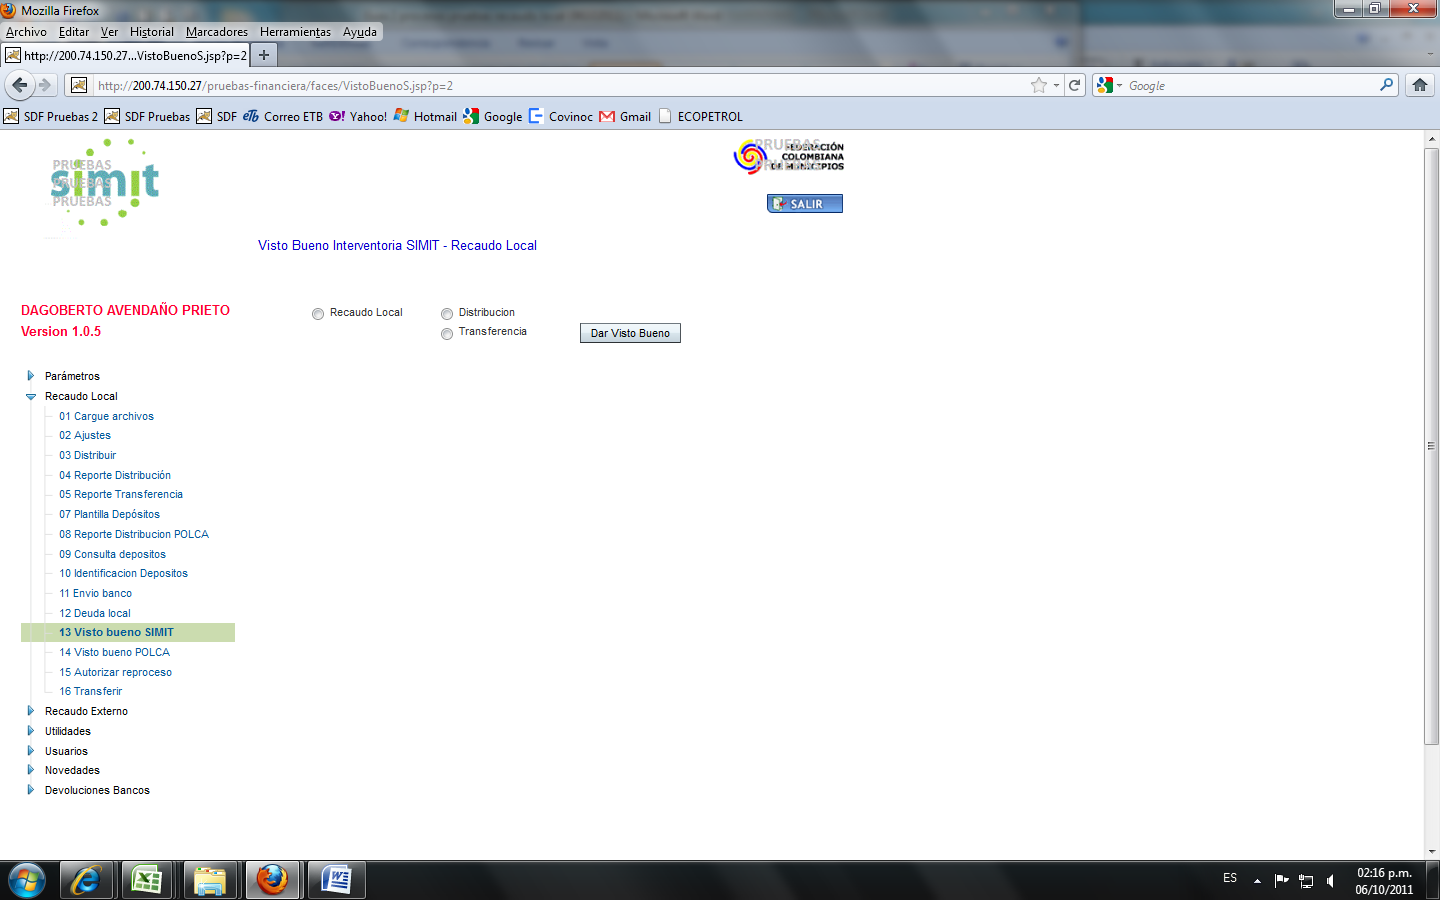 Mozilla Firefox
Archivo Editar Ver Historial Marcadores Herramientas Ayuda
http://200.74.150.27...VistoBuenoS.jsp?p=2
http://200.74.150.27/pruebas-financiera/faces/VistoBuenoS.jsp?p=2
Google
SDF Pruebas 2 SDF Pruebas SDF Correo ETB Yahoo! Hotmail Google Covinoc Gmail ECOPETROL
PRUEBAS
simit
PRUEBAS
PRUEBAS
PRUEBAS
FEDERACIÓN
COLOMBIANA
DE MUNICIPIOS
PRUEBAS
SALIR
Visto Bueno Interventoria SIMIT - Recaudo Local
DAGOBERTO AVENDAÑO PRIETO
Version 1.0.5
Recaudo Local
Distribucion
Transferencia
Dar Visto Bueno
Parámetros
Recaudo Local
01 Cargue archivos
02 Ajustes
03 Distribuir
04 Reporte Distribución
05 Reporte Transferencia
07 Plantilla Depósitos
08 Reporte Distribucion POLCA
09 Consulta depositos
10 Identificacion Depositos
11 Envio banco
12 Deuda local
13 Visto bueno SIMIT
14 Visto bueno POLCA
15 Autorizar reproceso
16 Transferir
Recaudo Externo
Utilidades
Usuarios
Novedades
Devoluciones Bancos
ES
02:16 p.m.
06/10/2011